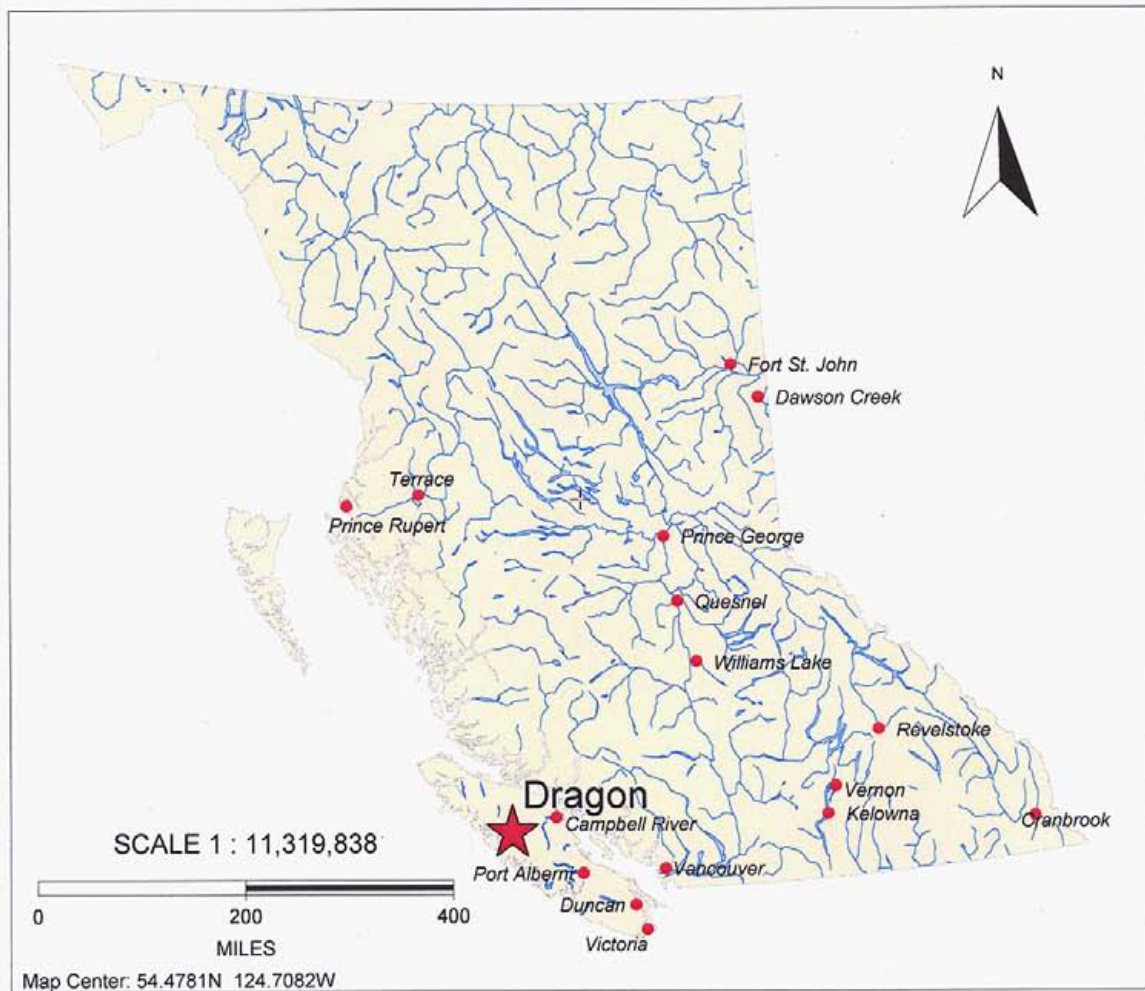 N
Fort St. John
Dawson Creek
Terrace
Prince Rupert
Prince George
Quesnel
Williams Lake
Revelstoke
Dragon
Vernon
Campbell River
Kelowna
Cranbrook
SCALE 1 : 11,319,838
Port Alberni
Vancouver
Duncan
Victoria
0 200 400
MILES
Map Center: 54.4781N 124.7082W